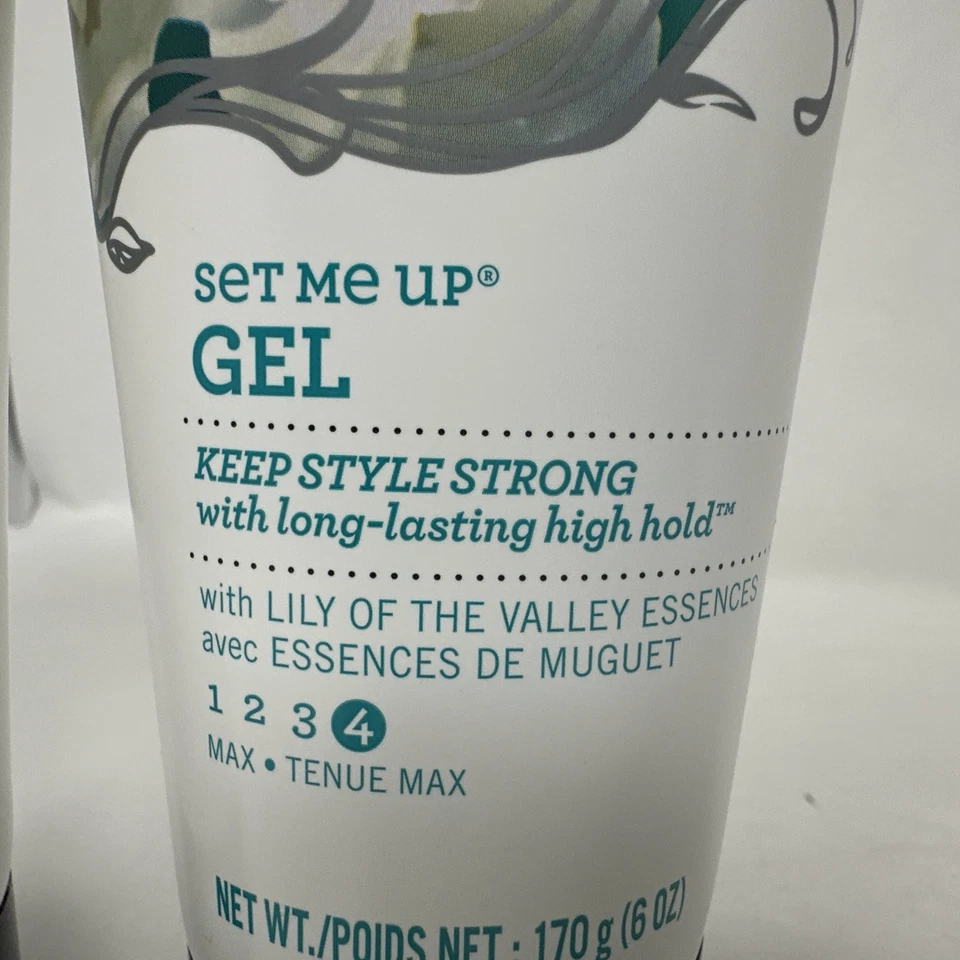 set me up®
GEL
KEEP STYLE STRONG
with long-lasting high hold™
with LILY OF THE VALLEY ESSENCES
avec ESSENCES DE MUGUET
1 2 3 4
MAX • TENUE MAX
NET WT./POIDS NET : 170 g (6 OZ)